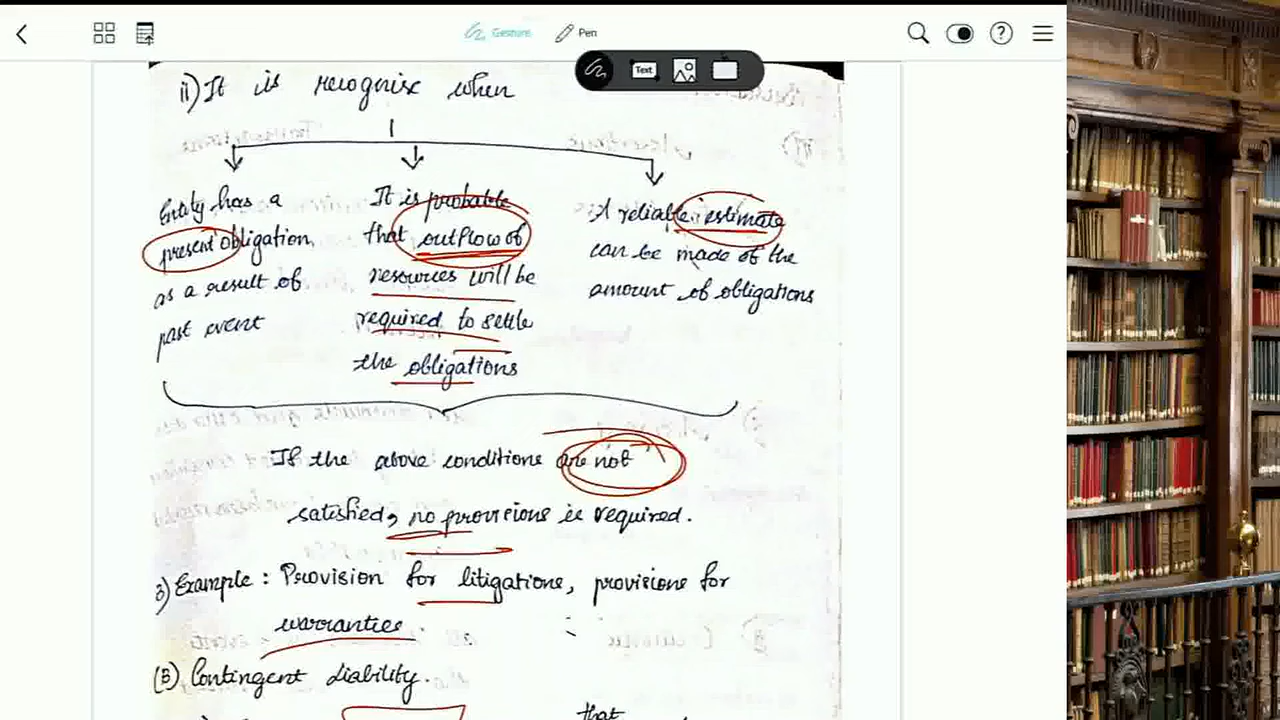 Gesture
Pen
Text
ii) It is recognise when
Entity has a
present obligation
as a result of
past event
It is probable
that outflow of
resources will be
required to settle
the obligations
A reliable estimate
can be made of the
amount of obligations
If the above conditions are not
satisfied, no provisions is required.
3) Example : Provision for litigations, provisions for
warranties
(B) Contingent liability.
that